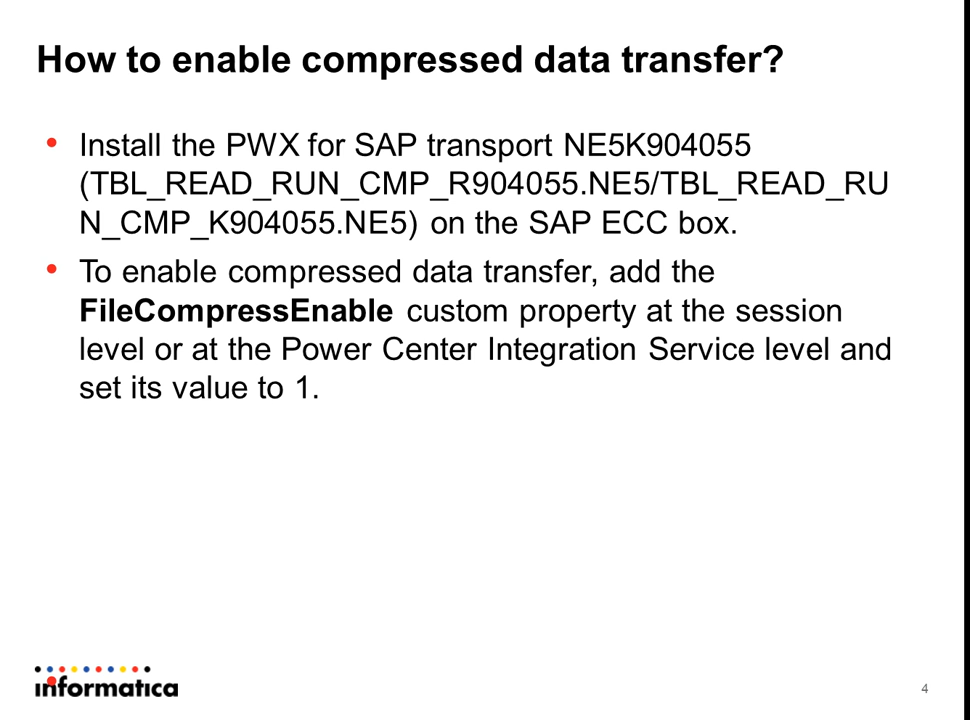 How to enable compressed data transfer?
• Install the PWX for SAP transport NE5K904055
(TBL_READ_RUN_CMP_R904055.NE5/TBL_READ_RU
N_CMP_K904055.NE5) on the SAP ECC box.
• To enable compressed data transfer, add the
FileCompressEnable custom property at the session
level or at the Power Center Integration Service level and
set its value to 1.
informatica
4